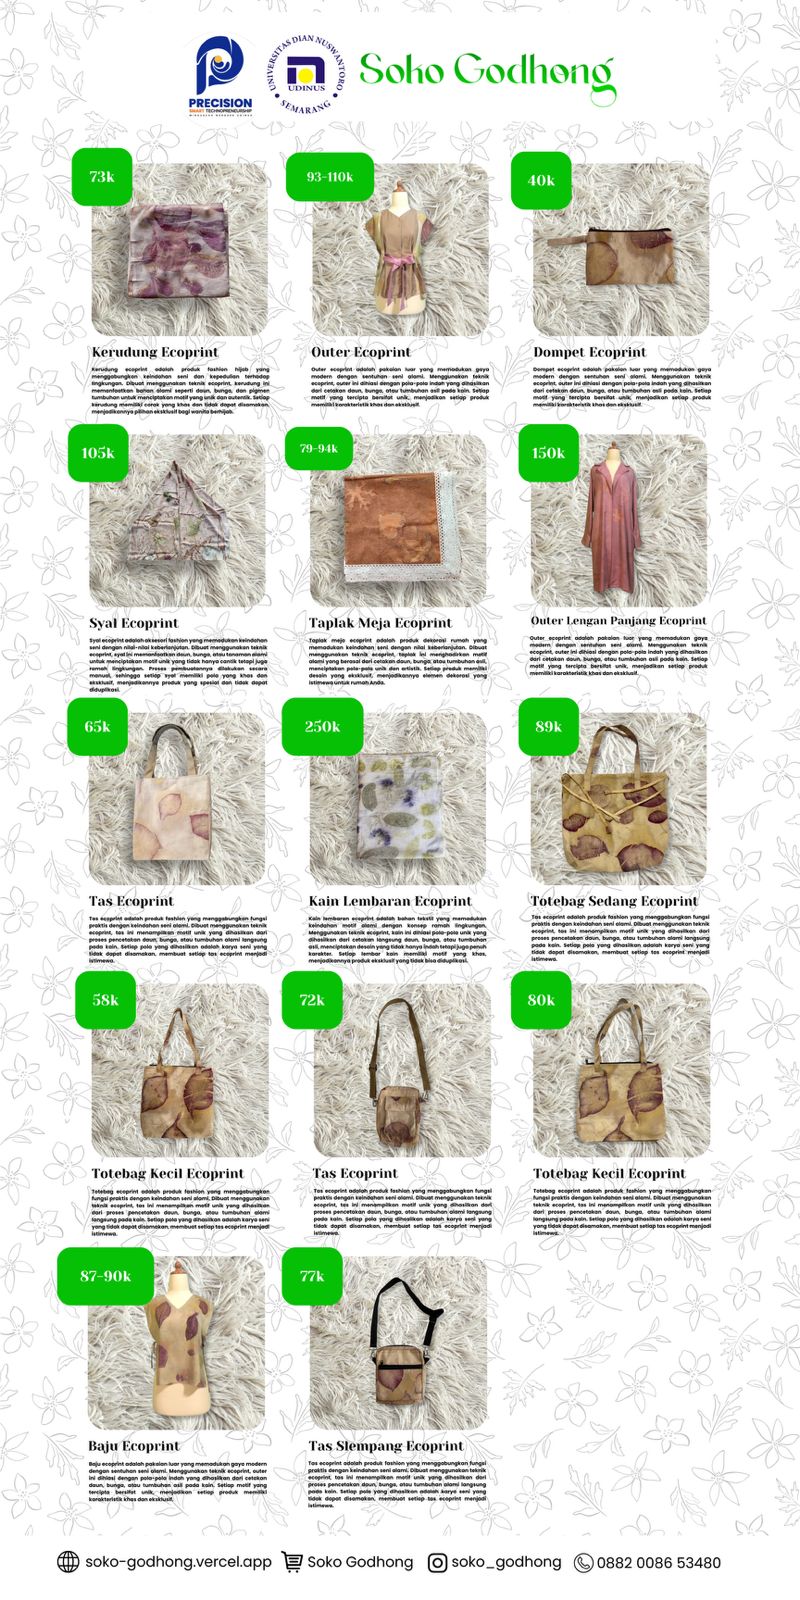 PRECISION
SMART TECHNOPRENEURSHIP
UNIVERSITAS DIAN NUSWANTORO
UDINUS
SEMARANG
Soko Godhong
73k
93-110k
40k
Kerudung Ecoprint
Kerudung ecoprint adalah produk fashion hijab yang
menggabungkan keindahan seni dan kepedulian terhadap
lingkungan. Dibuat menggunakan teknik ecoprint, kerudung ini
memanfaatkan bahan alami seperti daun, bunga, dan pigmen
tumbuhan untuk menciptakan motif yang unik dan autentik. Setiap
kerudung memiliki corak yang khas dan tidak dapat disamakan,
menjadikannya pilihan eksklusif bagi wanita berhijab.
Outer Ecoprint
Outer ecoprint adalah pakaian luar yang memadukan gaya
modern dengan sentuhan seni alami. Menggunakan teknik
ecoprint, outer ini dihiasi dengan pola-pola indah yang dihasilkan
dari cetakan daun, bunga, atau tumbuhan asli pada kain. Setiap
motif yang tercipta bersifat unik, menjadikan setiap produk
memiliki karakteristik khas dan eksklusif.
Dompet Ecoprint
Dompet ecoprint adalah pakaian luar yang memadukan gaya
modern dengan sentuhan seni alami. Menggunakan teknik
ecoprint, outer ini dihiasi dengan pola-pola indah yang dihasilkan
dari cetakan daun, bunga, atau tumbuhan asli pada kain. Setiap
motif yang tercipta bersifat unik, menjadikan setiap produk
memiliki karakteristik khas dan eksklusif.
105k
79-94k
150k
Syal Ecoprint
Syal ecoprint adalah aksesori fashion yang memadukan keindahan
seni dengan nilai-nilai keberlanjutan. Dibuat menggunakan teknik
ecoprint, syal ini memanfaatkan daun, bunga, atau tanaman alami
untuk menciptakan motif unik yang tidak hanya cantik tetapi juga
ramah lingkungan. Proses pembuatannya dilakukan secara
manual, sehingga setiap syal memiliki pola yang khas dan
eksklusif, menjadikannya produk yang spesial dan tidak dapat
diduplikasi.
Taplak Meja Ecoprint
Taplak meja ecoprint adalah produk dekorasi rumah yang
memadukan keindahan seni dengan keberlanjutan. Dibuat
menggunakan teknik ecoprint, taplak ini menghadirkan motif
alami yang berasal dari cetakan daun, bunga, atau tumbuhan asli,
menciptakan pola-pola unik dan artistik. Setiap produk memiliki
desain yang eksklusif, menjadikannya elemen dekorasi yang
istimewa untuk rumah Anda.
Outer Lengan Panjang Ecoprint
Outer ecoprint adalah pakaian luar yang memadukan gaya
modern dengan sentuhan seni alami. Menggunakan teknik
ecoprint, outer ini dihiasi dengan pola-pola indah yang dihasilkan
dari cetakan daun, bunga, atau tumbuhan asli pada kain. Setiap
motif yang tercipta bersifat unik, menjadikan setiap produk
memiliki karakteristik khas dan eksklusif.
65k
250k
89k
Tas Ecoprint
Tas ecoprint adalah produk fashion yang menggabungkan fungsi
praktis dengan keindahan seni alami. Dibuat menggunakan teknik
ecoprint, tas ini menampilkan motif unik yang dihasilkan dari
proses pencetakan daun, bunga, atau tumbuhan alami langsung
pada kain. Setiap pola yang dihasilkan adalah karya seni yang
tidak dapat disamakan, membuat setiap tas ecoprint menjadi
istimewa.
Kain Lembaran Ecoprint
Kain lembaran ecoprint adalah bahan tekstil yang memadukan
keindahan motif alami dengan konsep ramah lingkungan.
Menggunakan teknik ecoprint, kain ini dihiasi pola-pola unik yang
dihasilkan dari cetakan langsung daun, bunga, atau tumbuhan
asli, menciptakan desain yang tidak hanya indah tetapi juga penuh
karakter. Setiap lembar kain memiliki motif yang khas,
menjadikannya produk eksklusif yang tidak bisa diduplikasi.
Totebag Sedang Ecoprint
Tas ecoprint adalah produk fashion yang menggabungkan fungsi
praktis dengan keindahan seni alami. Dibuat menggunakan teknik
ecoprint, tas ini menampilkan motif unik yang dihasilkan dari
proses pencetakan daun, bunga, atau tumbuhan alami langsung
pada kain. Setiap pola yang dihasilkan adalah karya seni yang
tidak dapat disamakan, membuat setiap tas ecoprint menjadi
istimewa.
58k
72k
80k
Totebag Kecil Ecoprint
Totebag ecoprint adalah produk fashion yang menggabungkan
fungsi praktis dengan keindahan seni alami. Dibuat menggunakan
teknik ecoprint, tas ini menampilkan motif unik yang dihasilkan
dari proses pencetakan daun, bunga, atau tumbuhan alami
langsung pada kain. Setiap pola yang dihasilkan adalah karya seni
yang tidak dapat disamakan, membuat setiap tas ecoprint menjadi
istimewa.
Tas Ecoprint
Tas ecoprint adalah produk fashion yang menggabungkan fungsi
praktis dengan keindahan seni alami. Dibuat menggunakan teknik
ecoprint, tas ini menampilkan motif unik yang dihasilkan dari
proses pencetakan daun, bunga, atau tumbuhan alami langsung
pada kain. Setiap pola yang dihasilkan adalah karya seni yang
tidak dapat disamakan, membuat setiap tas ecoprint menjadi
istimewa.
Totebag Kecil Ecoprint
Totebag ecoprint adalah produk fashion yang menggabungkan
fungsi praktis dengan keindahan seni alami. Dibuat menggunakan
teknik ecoprint, tas ini menampilkan motif unik yang dihasilkan
dari proses pencetakan daun, bunga, atau tumbuhan alami
langsung pada kain. Setiap pola yang dihasilkan adalah karya seni
yang tidak dapat disamakan, membuat setiap tas ecoprint menjadi
istimewa.
87-90k
77k
Baju Ecoprint
Baju ecoprint adalah pakaian luar yang memadukan gaya modern
dengan sentuhan seni alami. Menggunakan teknik ecoprint, outer
ini dihiasi dengan pola-pola indah yang dihasilkan dari cetakan
daun, bunga, atau tumbuhan asli pada kain. Setiap motif yang
tercipta bersifat unik, menjadikan setiap produk memiliki
karakteristik khas dan eksklusif.
Tas Slempang Ecoprint
Tas ecoprint adalah produk fashion yang menggabungkan fungsi
praktis dengan keindahan seni alami. Dibuat menggunakan teknik
ecoprint, tas ini menampilkan motif unik yang dihasilkan dari
proses pencetakan daun, bunga, atau tumbuhan alami langsung
pada kain. Setiap pola yang dihasilkan adalah karya seni yang
tidak dapat disamakan, membuat setiap tas ecoprint menjadi
istimewa.
soko-godhong.vercel.app
Soko Godhong
soko_godhong
0882 0086 53480